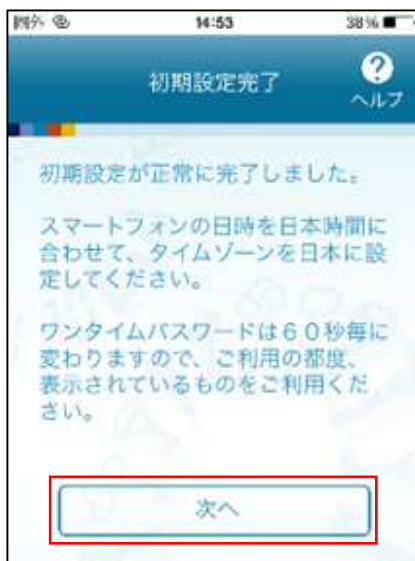 圏外 14:53 38%
初期設定完了
ヘルプ
初期設定が正常に完了しました。
スマートフォンの日時を日本時間に
合わせて、タイムゾーンを日本に設
定してください。
ワンタイムパスワードは60秒毎に
変わりますので、ご利用の都度、
表示されているものをご利用くだ
さい。
次へ